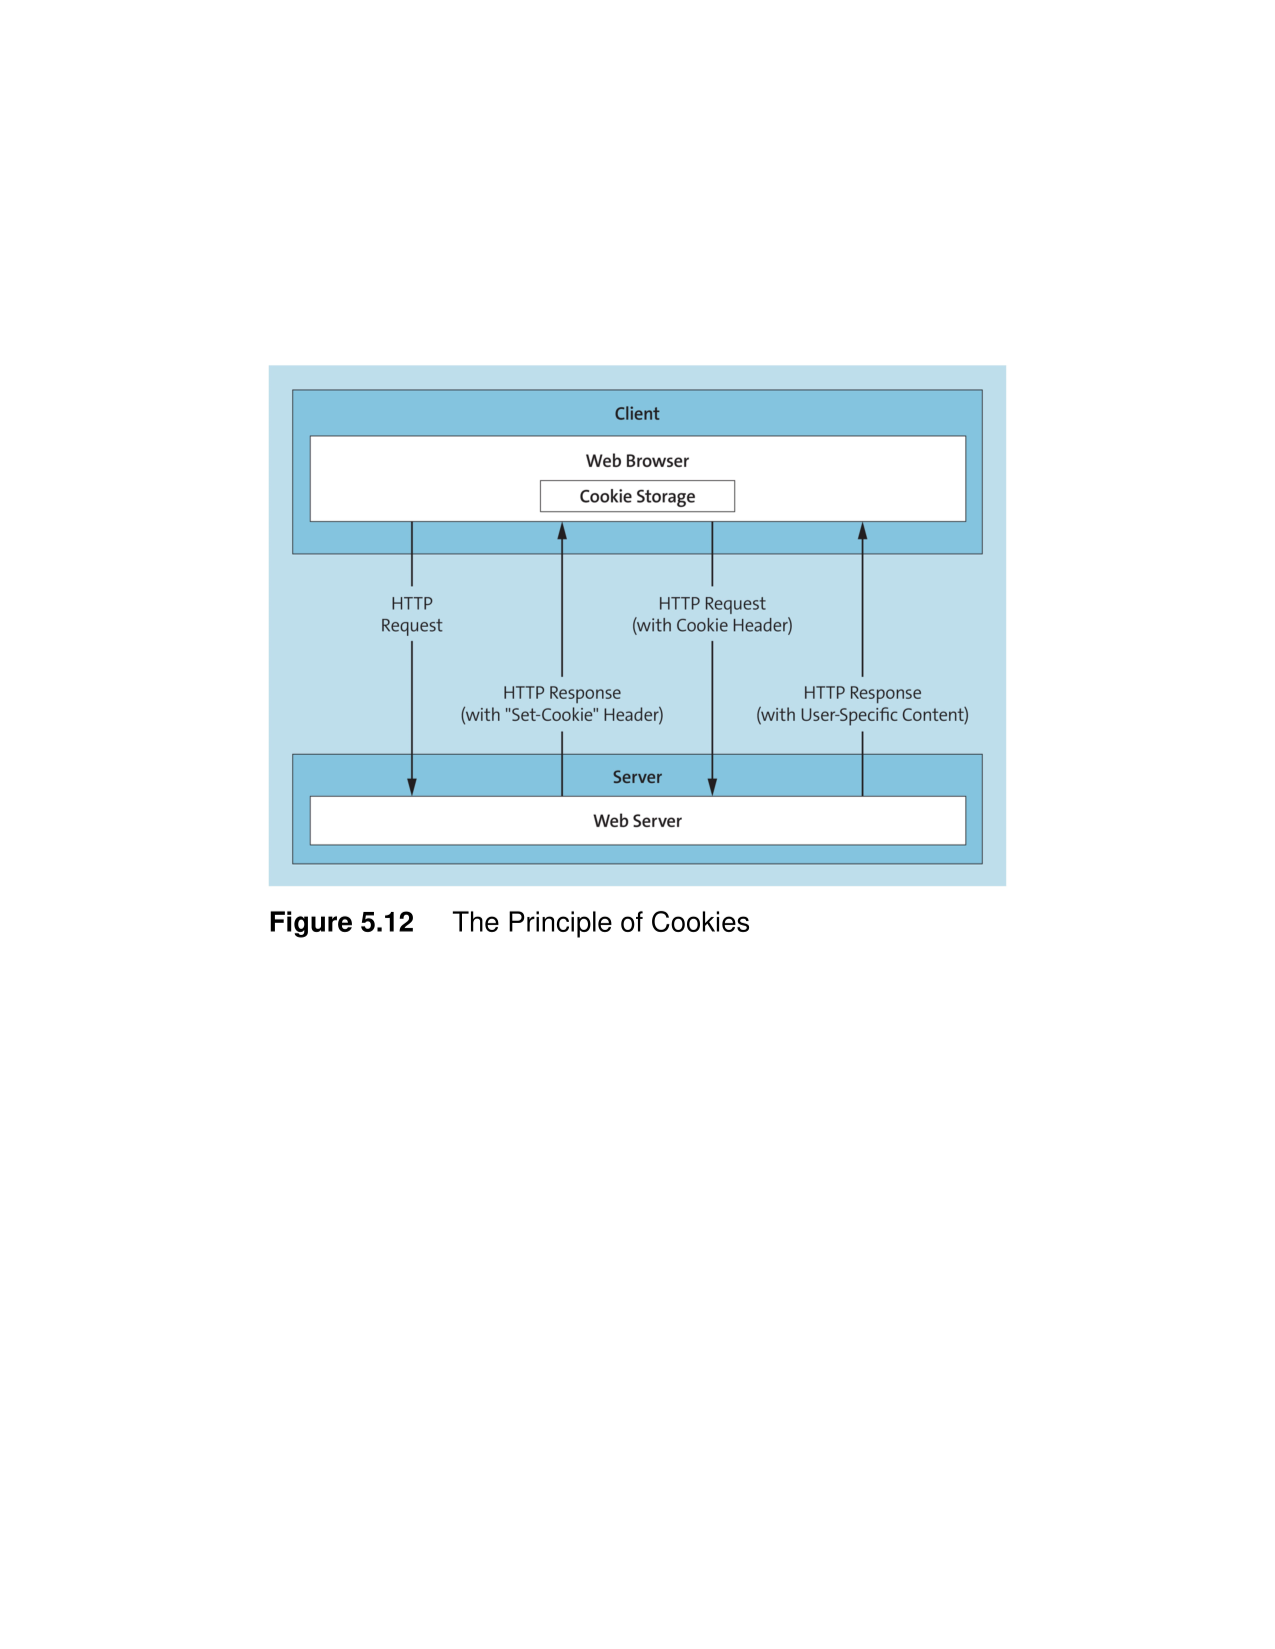 Client
Web Browser
Cookie Storage
HTTP
Request
HTTP Request
(with Cookie Header)
HTTP Response
(with "Set-Cookie" Header)
HTTP Response
(with User-Specific Content)
Server
Web Server
Figure 5.12 The Principle of Cookies